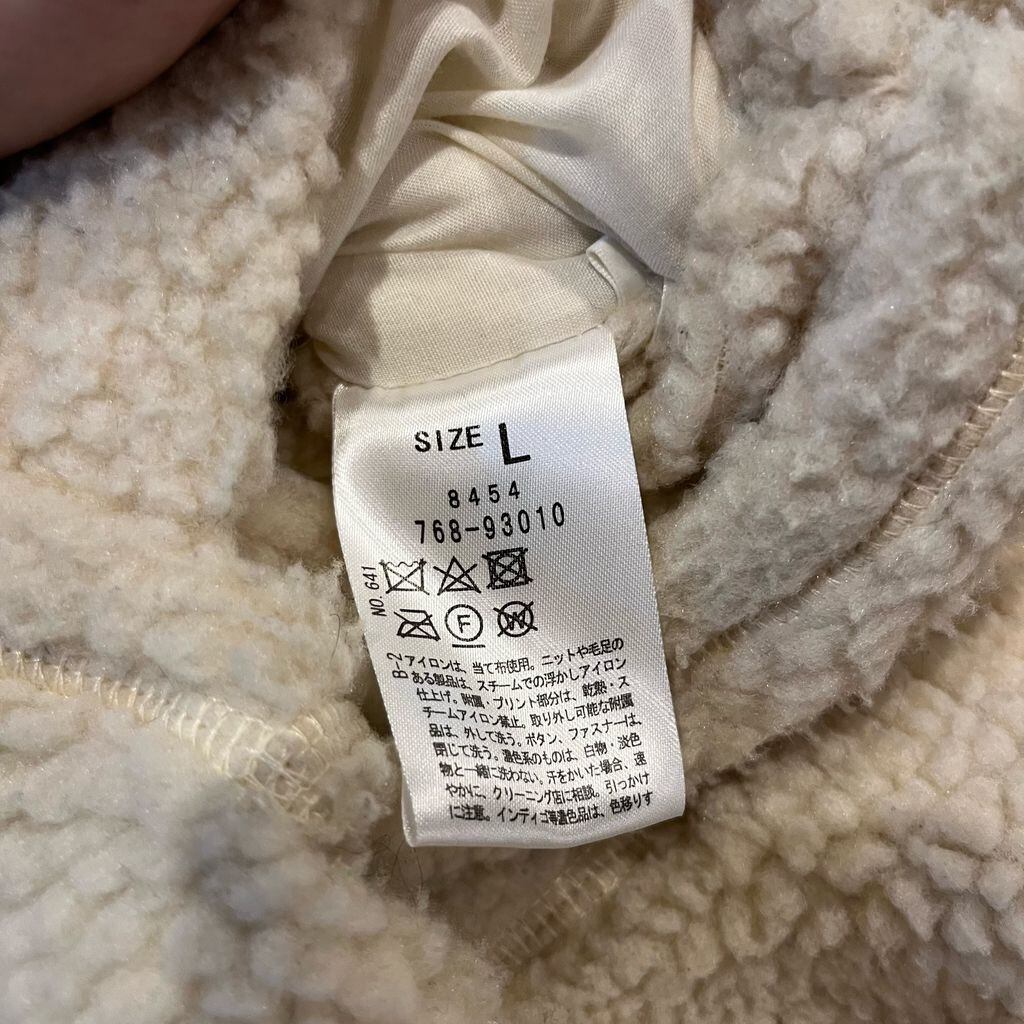 SIZE L
8454
768-93010
NO.641
F
W
B-2
アイロンは、当て布使用。ニットや毛足の
ある製品は、スチームでの浮かしアイロン
仕上げ。附属・プリント部分は、乾熱・ス
チームアイロン禁止。取り外し可能な附属
品は、外して洗う。ボタン、ファスナーは、
閉じて洗う。濃色系のものは、白物・淡色
物と一緒に洗わない。汗をかいた場合、速
やかに、クリーニング店に相談。引っかけ
に注意。インディゴ等濃色品は、色移りす